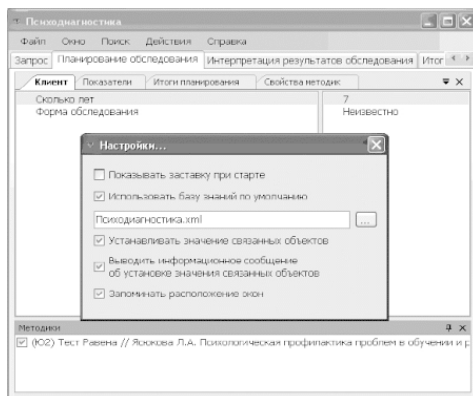 Психодиагностика
Файл Окно Поиск Действия Справка
Запрос Планирование обследования Интерпретация результатов обследования Итог
Клиент Показатели Итоги планирования Свойства методик
Сколько лет 7
Форма обследования Неизвестно
Настройки...
Показывать заставку при старте
Использовать базу знаний по умолчанию
Психодиагностика.xml ...
Устанавливать значение связанных объектов
Выводить информационное сообщение
об установке значения связанных объектов
Запоминать расположение окон
Методики
(Ю2) Тест Равена // Ясюкова Л.А. Психологическая профилактика проблем в обучении и р